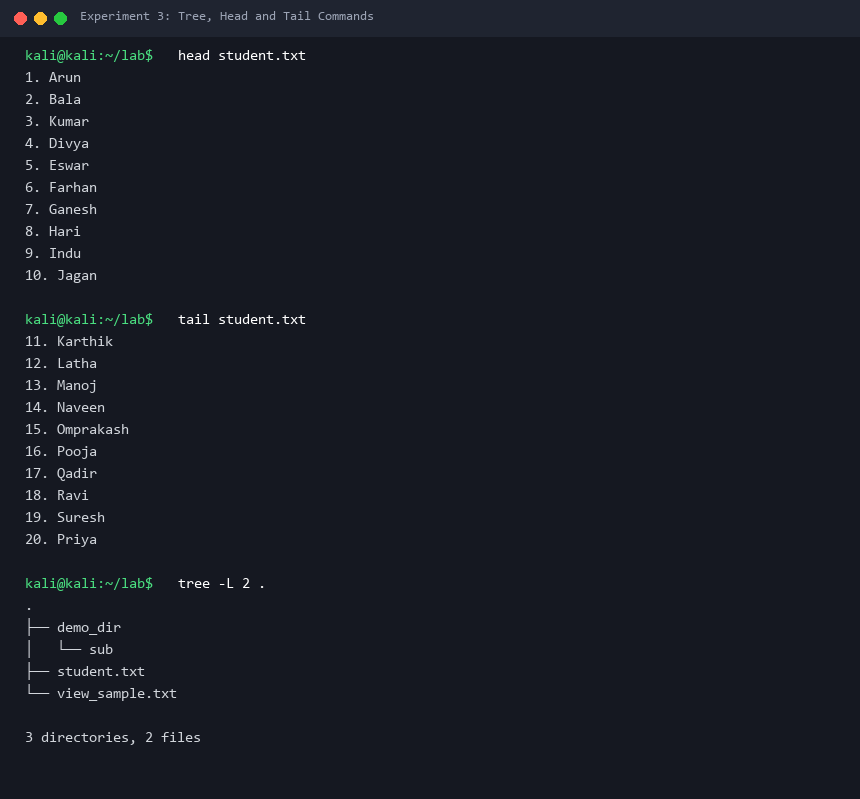 Experiment 3: Tree, Head and Tail Commands
kali@kali:~/lab$ head student.txt
1. Arun
2. Bala
3. Kumar
4. Divya
5. Eswar
6. Farhan
7. Ganesh
8. Hari
9. Indu
10. Jagan
kali@kali:~/lab$ tail student.txt
11. Karthik
12. Latha
13. Manoj
14. Naveen
15. Omprakash
16. Pooja
17. Qadir
18. Ravi
19. Suresh
20. Priya
kali@kali:~/lab$ tree -L 2 .
.
├── demo_dir
│   └── sub
├── student.txt
└── view_sample.txt
3 directories, 2 files